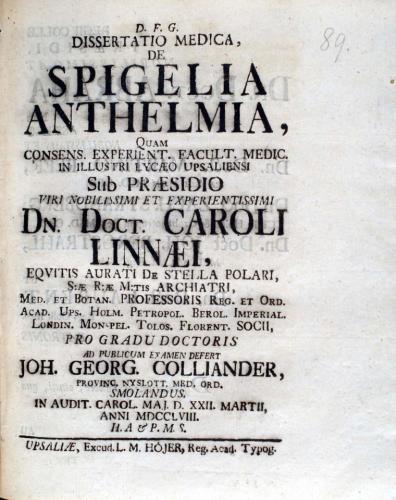 D. F. G.
89.
DISSERTATIO MEDICA,
DE
SPIGELIA
ANTHELMIA,
QUAM
CONSENS. EXPERIENT. FACULT. MEDIC.
IN ILLUSTRI LYCÆO UPSALIENSI
Sub PRÆSIDIO
VIRI NOBILISSIMI ET EXPERIENTISSIMI
DN. DOCT. CAROLI
LINNÆI,
EQVITIS AURATI DE STELLA POLARI,
S:Æ R:Æ M:TIS ARCHIATRI,
MED. ET BOTAN. PROFESSORIS REG. ET ORD.
ACAD. UPS. HOLM. PETROPOL. BEROL. IMPERIAL.
LONDIN. MONSPEL. TOLOS. FLORENT. SOCII,
PRO GRADU DOCTORIS
AD PUBLICUM EXAMEN DEFERT
JOH. GEORG. COLLIANDER,
PROVINC. NYSLOTT. MED. ORD.
SMOLANDUS.
IN AUDIT. CAROL. MAJ. D. XXII. MARTII,
ANNI MDCCLVIII.
H. A & P. M. S.
UPSALIÆ, Excud. L. M. HÖJER, Reg. Acad. Typog.